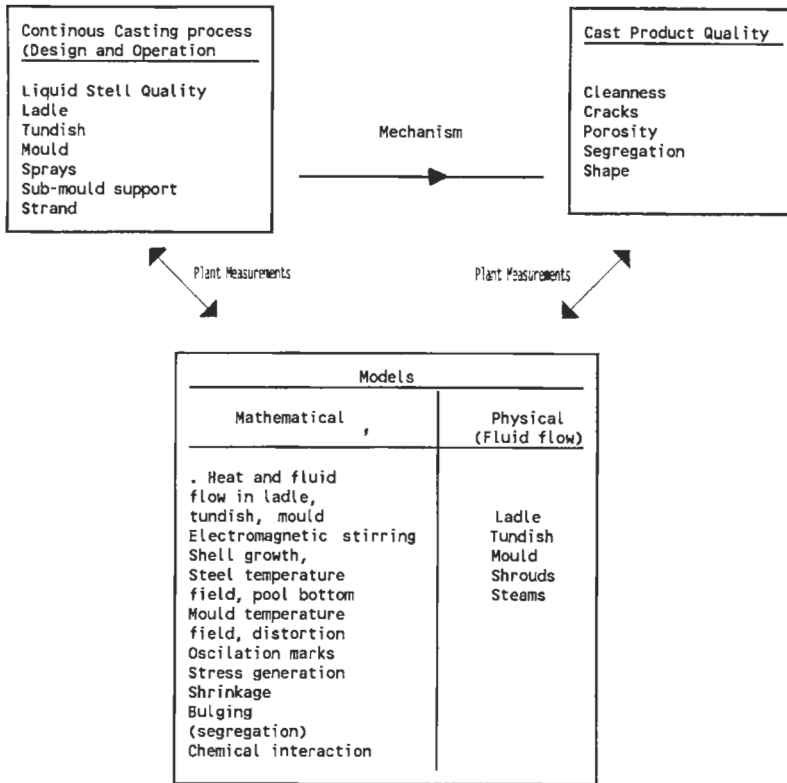 Continous Casting process
(Design and Operation
Liquid Stell Quality
Ladle
Tundish
Mould
Sprays
Sub-mould support
Strand
Mechanism
Cast Product Quality
Cleanness
Cracks
Porosity
Segregation
Shape
Plant Measurements
Plant Measurements
Models
Mathematical ,
. Heat and fluid
flow in ladle,
tundish, mould
Electromagnetic stirring
Shell growth,
Steel temperature
field, pool bottom
Mould temperature
field, distortion
Oscilation marks
Stress generation
Shrinkage
Bulging
(segregation)
Chemical interaction
Physical
(Fluid flow)
Ladle
Tundish
Mould
Shrouds
Steams